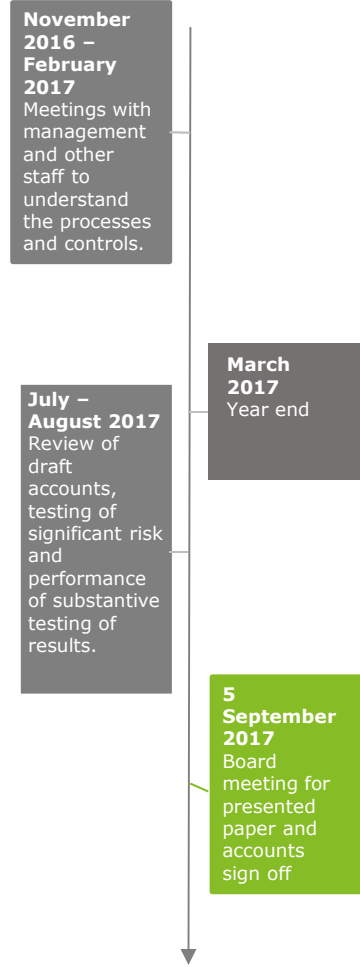 November
2016 –
February
2017
Meetings with
management
and other
staff to
understand
the processes
and controls.
March
2017
Year end
July –
August 2017
Review of
draft
accounts,
testing of
significant risk
and
performance
of substantive
testing of
results.
5
September
2017
Board
meeting for
presented
paper and
accounts
sign off